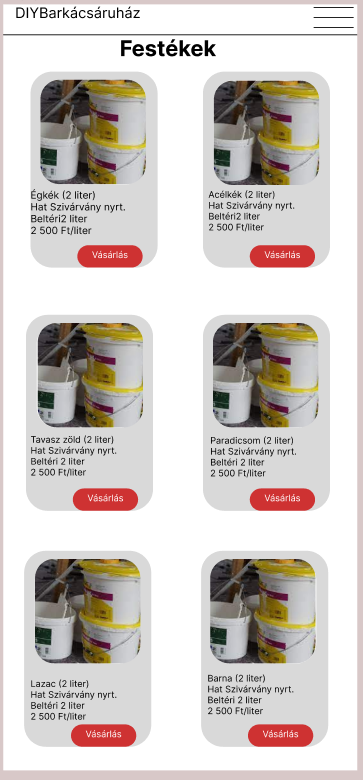 DIYBarkácsáruház
Festékek
Égkék (2 liter)
Hat Szivárvány nyrt.
Beltéri2 liter
2 500 Ft/liter
Vásárlás
Acélkék (2 liter)
Hat Szivárvány nyrt.
Beltéri2 liter
2 500 Ft/liter
Vásárlás
Tavasz zöld (2 liter)
Hat Szivárvány nyrt.
Beltéri 2 liter
2 500 Ft/liter
Vásárlás
Paradicsom (2 liter)
Hat Szivárvány nyrt.
Beltéri 2 liter
2 500 Ft/liter
Vásárlás
Lazac (2 liter)
Hat Szivárvány nyrt.
Beltéri 2 liter
2 500 Ft/liter
Vásárlás
Barna (2 liter)
Hat Szivárvány nyrt.
Beltéri 2 liter
2 500 Ft/liter
Vásárlás